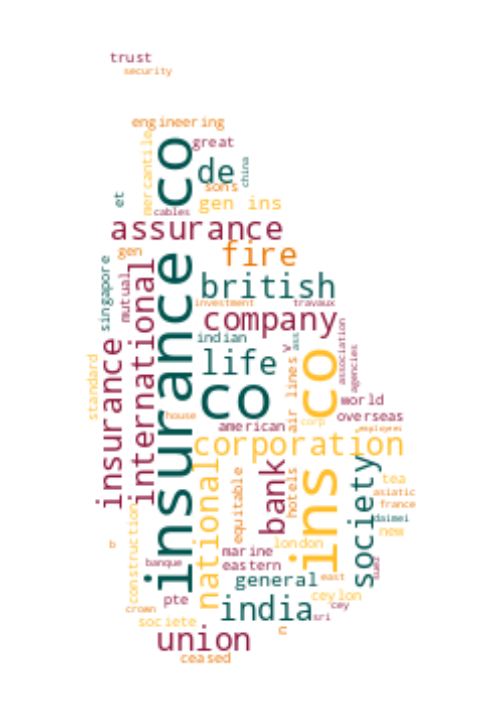 trust
security
engineering
mercantile
co
great
de
china
sons
et
gen ins
cables
assurance
gen
fire
singapore
mutual
international
insurance
british
investment
travaux
company
indian
ass
w
association
agencies
life
insurance
standard
co
air lines
ins co
world
house
corp
overseas
american
employees
corporation
national
equitable
bank
hotels
society
tea
asiatic
france
daimei
new
suez
construction
b
london
marine
banque
eastern
general
east
pte
crown
india
ceylon
cey
sri
societe
c
union
ceased